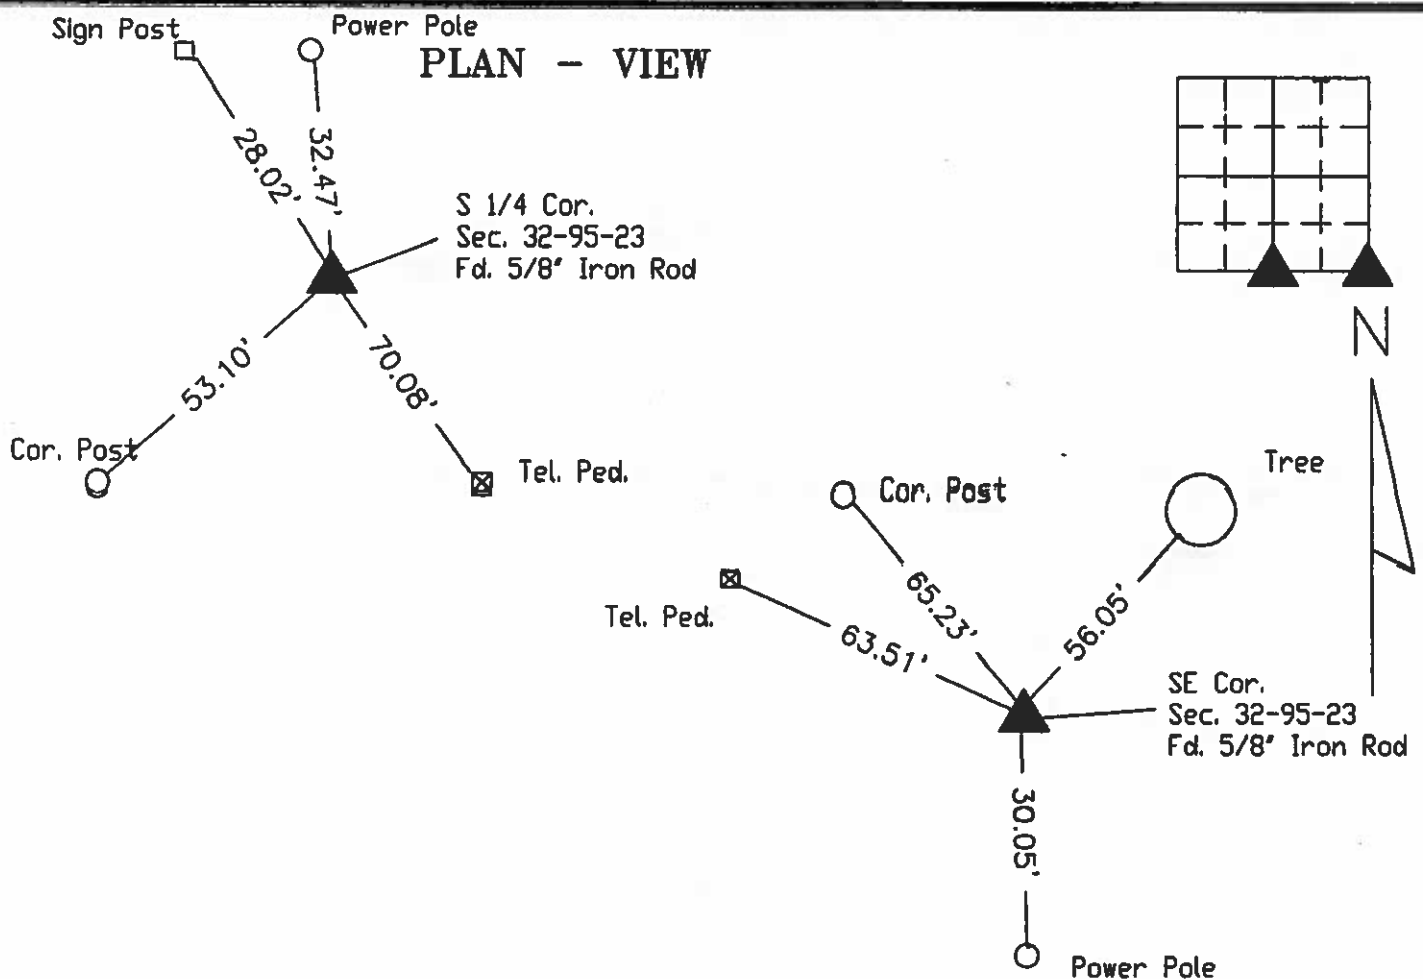 Sign Post
Power Pole
PLAN - VIEW
28.02'
32.47'
S 1/4 Cor.
Sec. 32-95-23
Fd. 5/8" Iron Rod
53.10'
70.08'
Cor. Post
Tel. Ped.
N
Cor. Post
Tree
Tel. Ped.
65.23'
63.51'
56.05'
SE Cor.
Sec. 32-95-23
Fd. 5/8" Iron Rod
30.05'
Power Pole